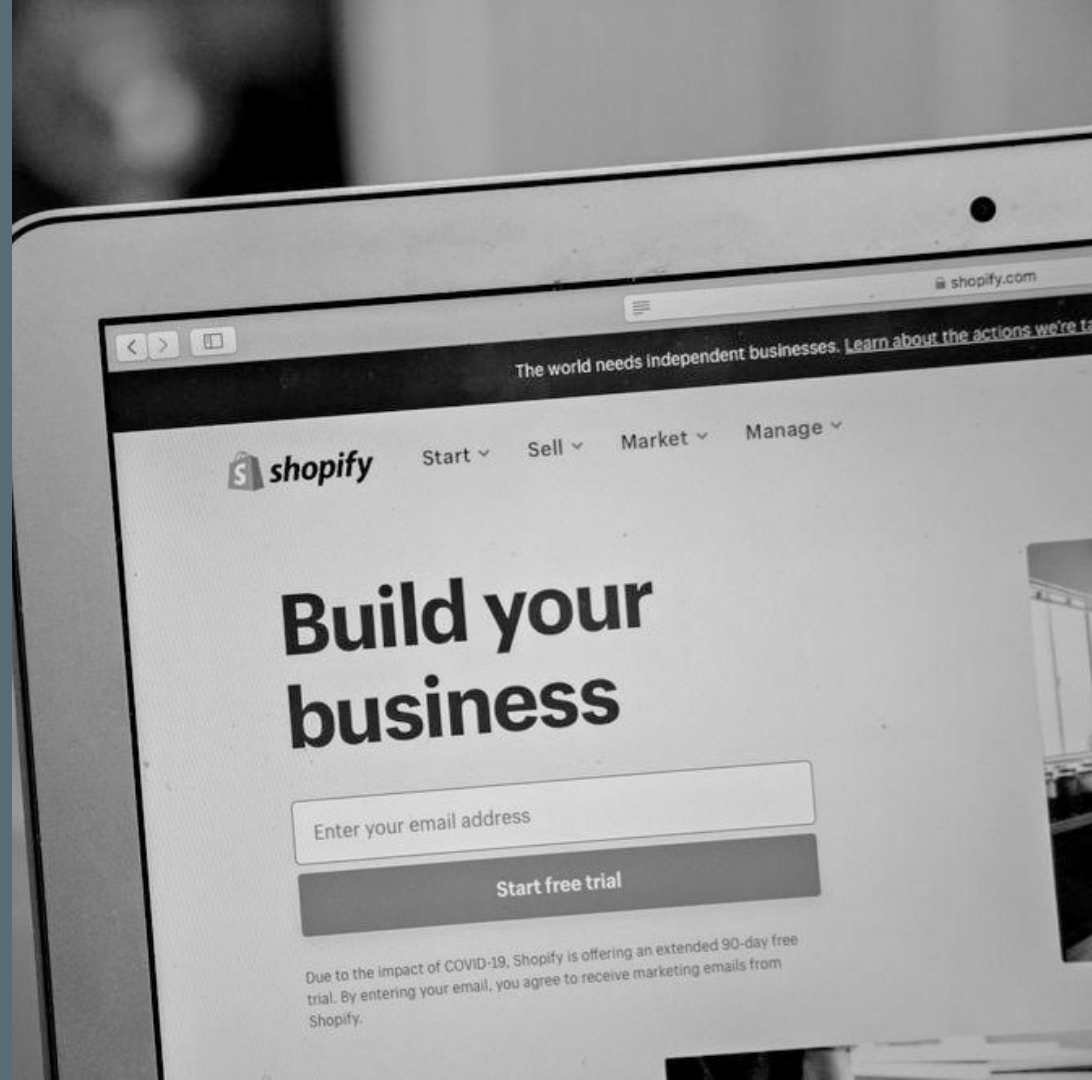 shopify.com
The world needs independent businesses. Learn about the actions we're
shopify Start Sell Market Manage
Build your
business
Enter your email address
Start free trial
Due to the impact of COVID-19, Shopify is offering an extended 90-day free
trial. By entering your email, you agree to receive marketing emails from
Shopify.